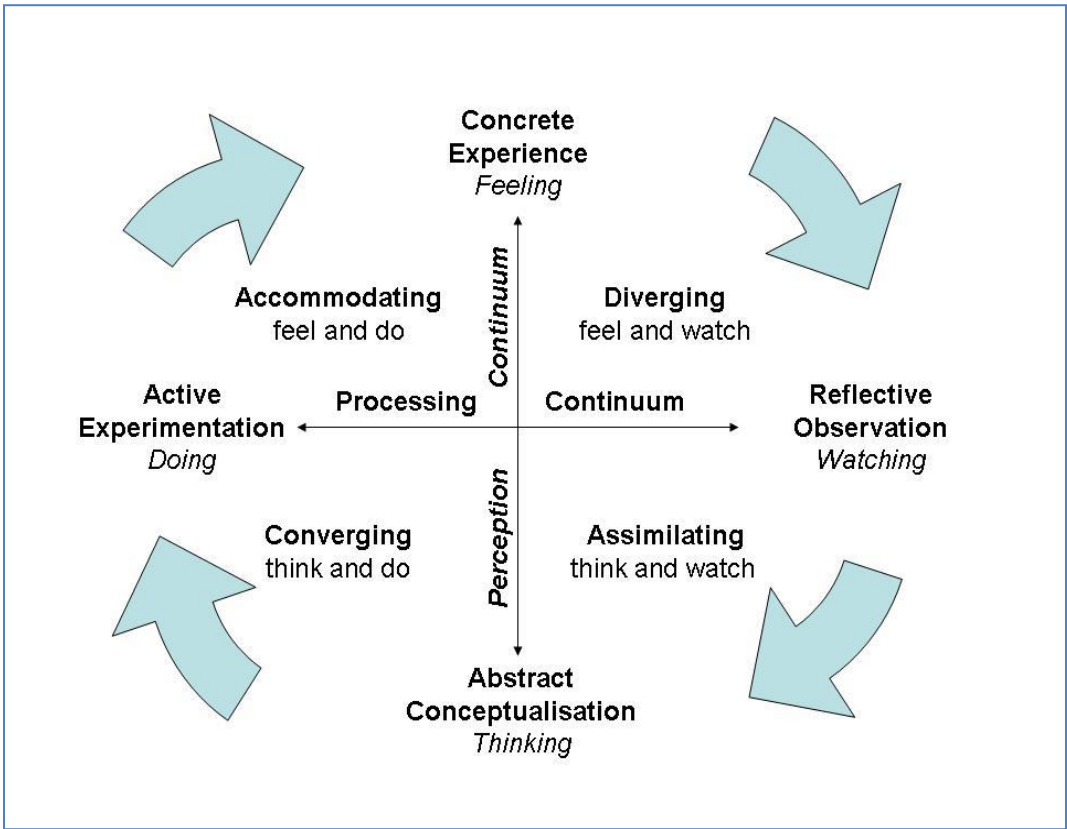 Concrete
Experience
Feeling
Continuum
Accommodating
feel and do
Diverging
feel and watch
Active
Experimentation
Doing
Processing
Continuum
Reflective
Observation
Watching
Perception
Converging
think and do
Assimilating
think and watch
Abstract
Conceptualisation
Thinking